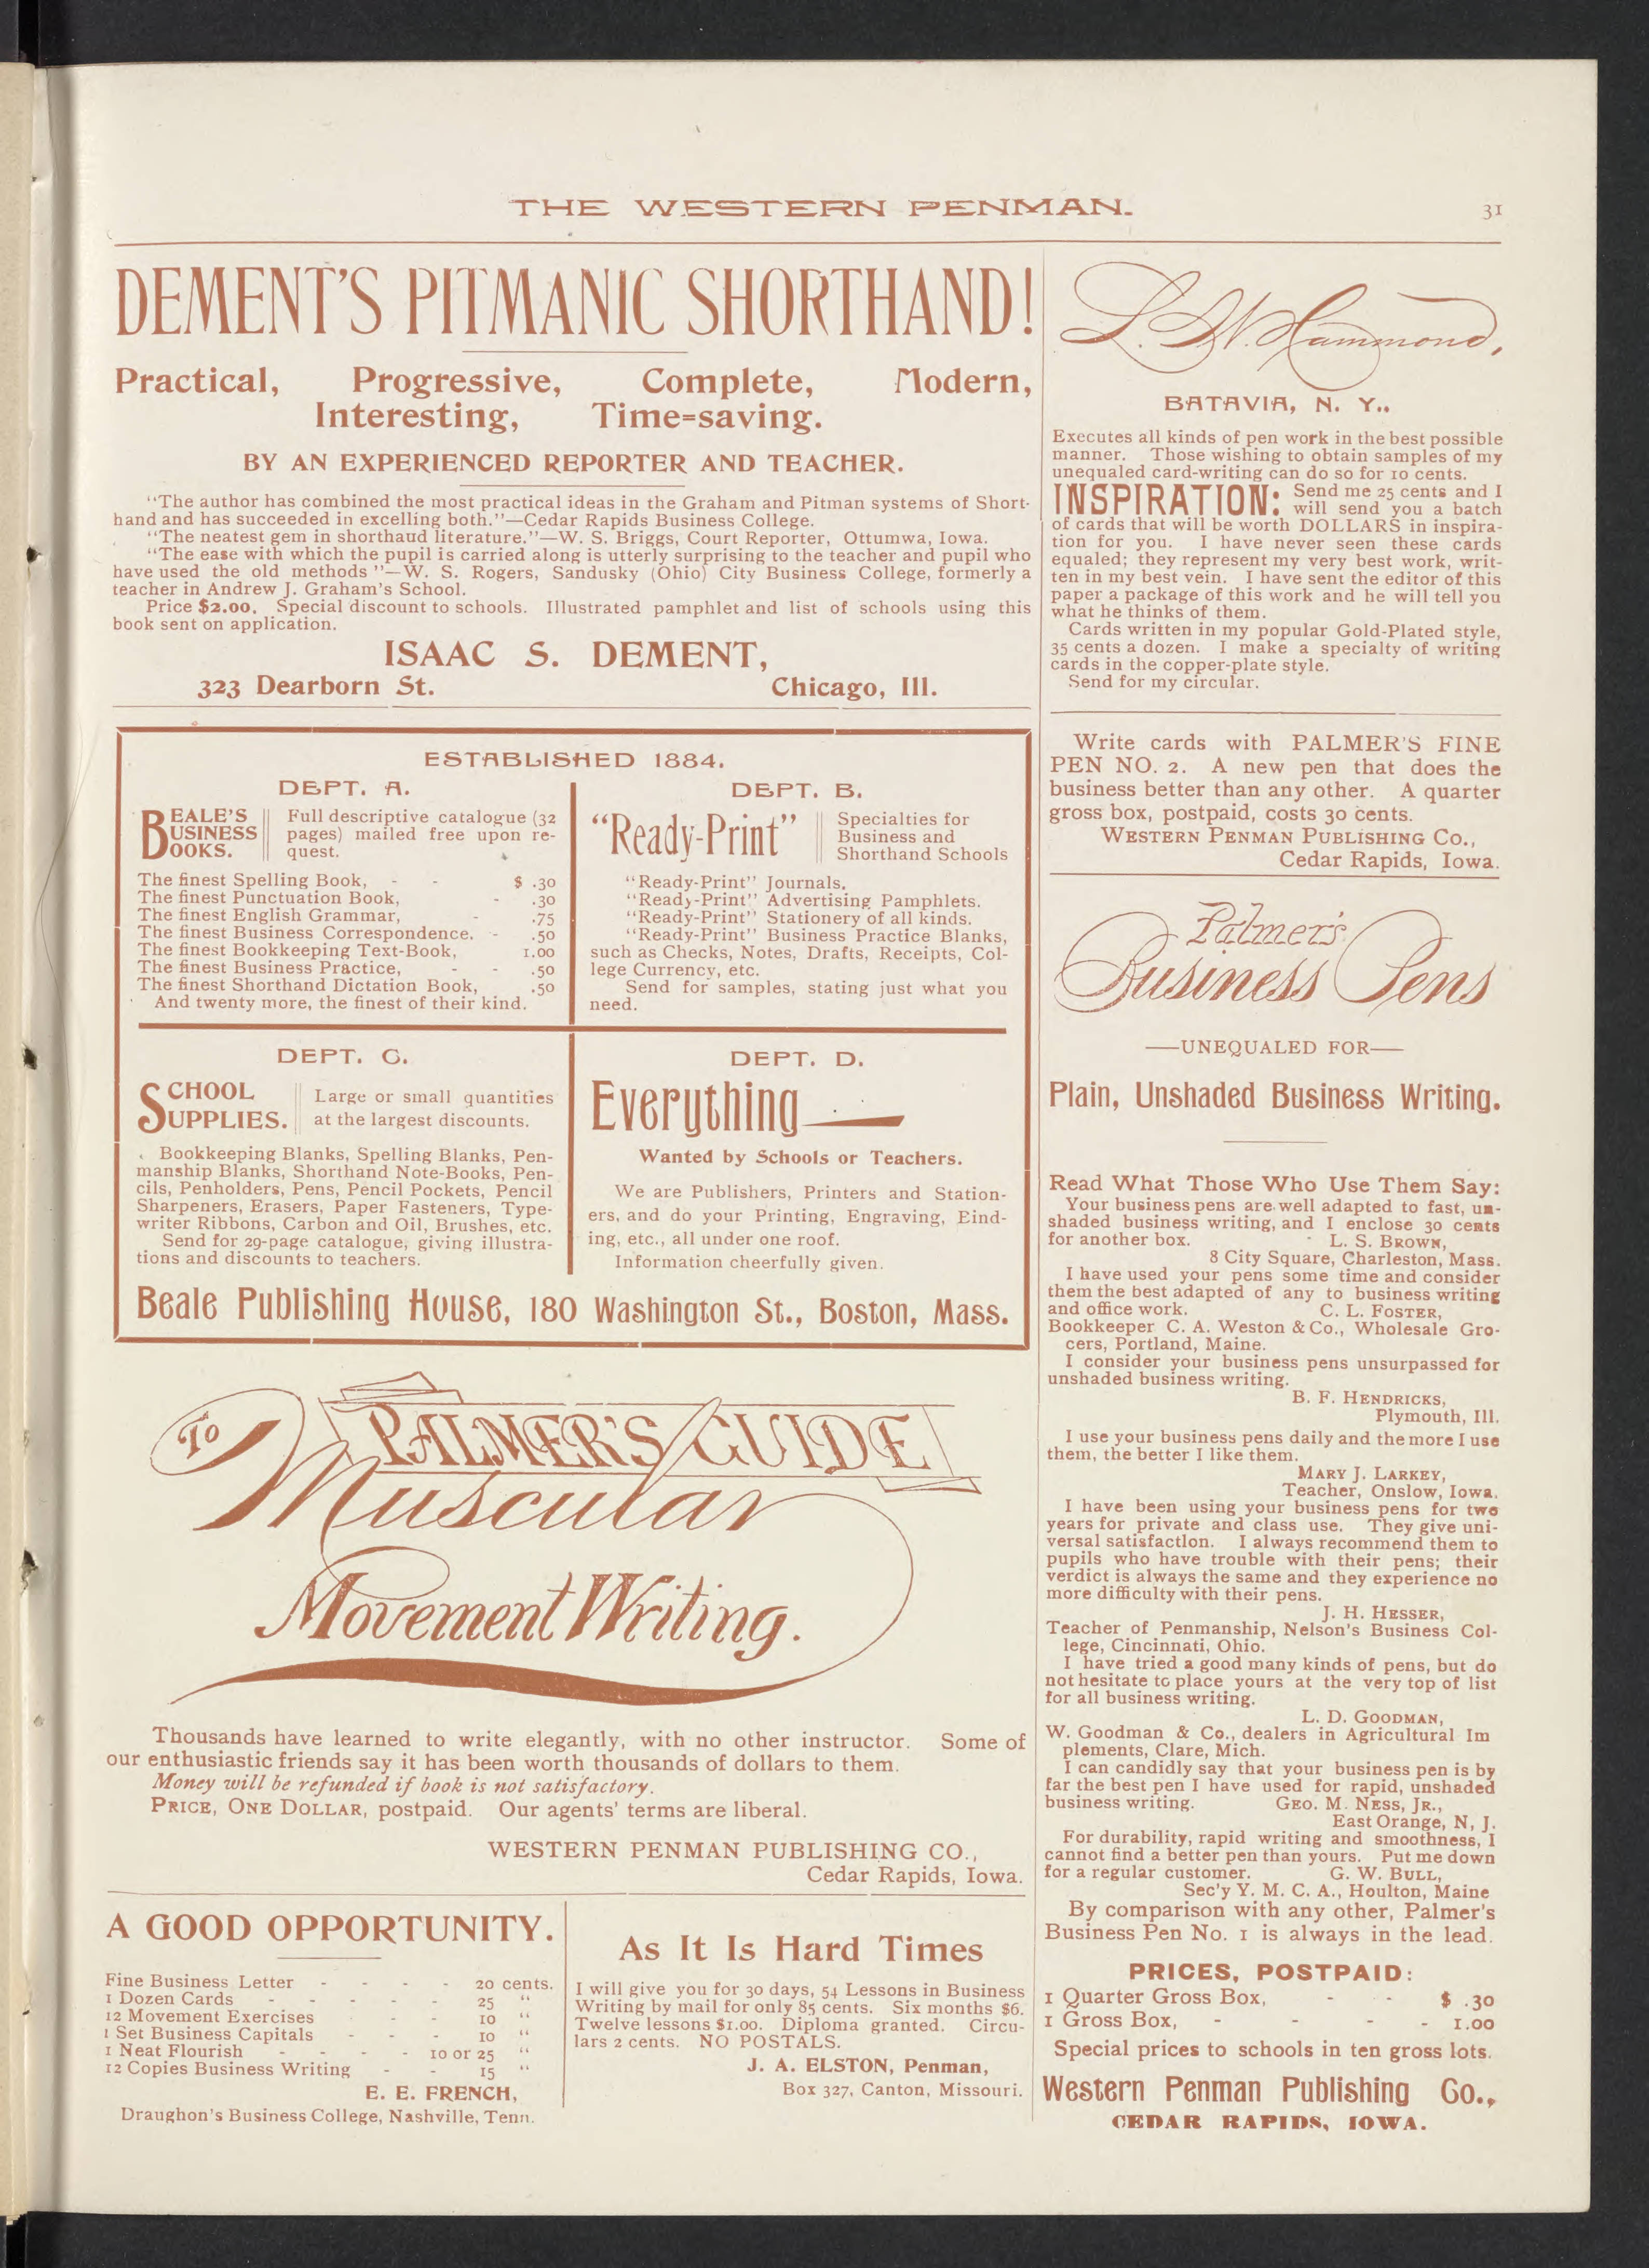 THE WESTERN PENMAN.
31
DEMENT'S PITMANIC SHORTHAND!
Practical, Progressive, Complete, Modern,
Interesting, Time=saving.
BY AN EXPERIENCED REPORTER AND TEACHER.
"The author has combined the most practical ideas in the Graham and Pitman systems of Short-
hand and has succeeded in excelling both."—Cedar Rapids Business College.
"The neatest gem in shorthaud literature."—W. S. Briggs, Court Reporter, Ottumwa, Iowa.
"The ease with which the pupil is carried along is utterly surprising to the teacher and pupil who
have used the old methods"—W. S. Rogers, Sandusky (Ohio) City Business College, formerly a
teacher in Andrew J. Graham's School.
Price $2.00. Special discount to schools. Illustrated pamphlet and list of schools using this
book sent on application.
ISAAC S. DEMENT,
323 Dearborn St. Chicago, Ill.
ESTABLISHED 1884.
DEPT. A.
BEALE'S
BUSINESS
BOOKS.
Full descriptive catalogue (32
pages) mailed free upon re-
quest.
The finest Spelling Book, - - $ .30
The finest Punctuation Book, - .30
The finest English Grammar, - .75
The finest Business Correspondence. - .50
The finest Bookkeeping Text-Book, 1.00
The finest Business Practice, - - .50
The finest Shorthand Dictation Book, .50
And twenty more, the finest of their kind.
DEPT. B.
"Ready-Print"
Specialties for
Business and
Shorthand Schools
"Ready-Print" Journals.
"Ready-Print" Advertising Pamphlets.
"Ready-Print" Stationery of all kinds.
"Ready-Print" Business Practice Blanks,
such as Checks, Notes, Drafts, Receipts, Col-
lege Currency, etc.
Send for samples, stating just what you
need.
DEPT. C.
SCHOOL
SUPPLIES.
Large or small quantities
at the largest discounts.
Bookkeeping Blanks, Spelling Blanks, Pen-
manship Blanks, Shorthand Note-Books, Pen-
cils, Penholders, Pens, Pencil Pockets, Pencil
Sharpeners, Erasers, Paper Fasteners, Type-
writer Ribbons, Carbon and Oil, Brushes, etc.
Send for 29-page catalogue, giving illustra-
tions and discounts to teachers.
DEPT. D.
Everything
Wanted by Schools or Teachers.
We are Publishers, Printers and Station-
ers, and do your Printing, Engraving, Eind-
ing, etc., all under one roof.
Information cheerfully given.
Beale Publishing House, 180 Washington St., Boston, Mass.
PALMER'S GUIDE
To
Muscular
Movement Writing.
Thousands have learned to write elegantly, with no other instructor. Some of
our enthusiastic friends say it has been worth thousands of dollars to them.
Money will be refunded if book is not satisfactory.
PRICE, ONE DOLLAR, postpaid. Our agents' terms are liberal.
WESTERN PENMAN PUBLISHING CO.,
Cedar Rapids, Iowa.
A GOOD OPPORTUNITY.
Fine Business Letter - - - - 20 cents.
1 Dozen Cards - - - - - 25 "
12 Movement Exercises - - 10 "
1 Set Business Capitals - - - 10 "
1 Neat Flourish - - - - 10 or 25 "
12 Copies Business Writing - - 15 "
E. E. FRENCH,
Draughon's Business College, Nashville, Tenn.
As It Is Hard Times
I will give you for 30 days, 54 Lessons in Business
Writing by mail for only 85 cents. Six months $6.
Twelve lessons $1.00. Diploma granted. Circu-
lars 2 cents. NO POSTALS.
J. A. ELSTON, Penman,
Box 327, Canton, Missouri.
L. W. Hammond,
BATAVIA, N. Y..
Executes all kinds of pen work in the best possible
manner. Those wishing to obtain samples of my
unequaled card-writing can do so for 10 cents.
INSPIRATION: Send me 25 cents and I
will send you a batch
of cards that will be worth DOLLARS in inspira-
tion for you. I have never seen these cards
equaled; they represent my very best work, writ-
ten in my best vein. I have sent the editor of this
paper a package of this work and he will tell you
what he thinks of them.
Cards written in my popular Gold-Plated style,
35 cents a dozen. I make a specialty of writing
cards in the copper-plate style.
Send for my circular.
Write cards with PALMER'S FINE
PEN NO. 2. A new pen that does the
business better than any other. A quarter
gross box, postpaid, costs 30 cents.
WESTERN PENMAN PUBLISHING CO.,
Cedar Rapids, Iowa.
Palmer's
Business Pens
—UNEQUALED FOR—
Plain, Unshaded Business Writing.
Read What Those Who Use Them Say:
Your business pens are well adapted to fast, un-
shaded business writing, and I enclose 30 cents
for another box. L. S. BROWN,
8 City Square, Charleston, Mass.
I have used your pens some time and consider
them the best adapted of any to business writing
and office work. C. L. FOSTER,
Bookkeeper C. A. Weston & Co., Wholesale Gro-
cers, Portland, Maine.
I consider your business pens unsurpassed for
unshaded business writing.
B. F. HENDRICKS,
Plymouth, Ill.
I use your business pens daily and the more I use
them, the better I like them.
MARY J. LARKEY,
Teacher, Onslow, Iowa.
I have been using your business pens for two
years for private and class use. They give uni-
versal satisfaction. I always recommend them to
pupils who have trouble with their pens; their
verdict is always the same and they experience no
more difficulty with their pens.
J. H. HESSER,
Teacher of Penmanship, Nelson's Business Col-
lege, Cincinnati, Ohio.
I have tried a good many kinds of pens, but do
not hesitate to place yours at the very top of list
for all business writing.
L. D. GOODMAN,
W. Goodman & Co., dealers in Agricultural Im
plements, Clare, Mich.
I can candidly say that your business pen is by
far the best pen I have used for rapid, unshaded
business writing. GEO. M. NESS, JR.,
East Orange, N, J.
For durability, rapid writing and smoothness, I
cannot find a better pen than yours. Put me down
for a regular customer. G. W. BULL,
Sec'y Y. M. C. A., Houlton, Maine
By comparison with any other, Palmer's
Business Pen No. 1 is always in the lead.
PRICES, POSTPAID:
1 Quarter Gross Box, - - $ .30
1 Gross Box, - - - - 1.00
Special prices to schools in ten gross lots.
Western Penman Publishing Co.,
CEDAR RAPIDS, IOWA.